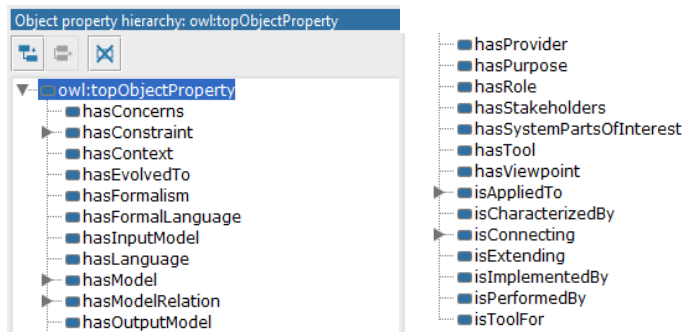 Object property hierarchy: owl:topObjectProperty
owl:topObjectProperty
hasConcerns
hasConstraint
hasContext
hasEvolvedTo
hasFormalism
hasFormalLanguage
hasInputModel
hasLanguage
hasModel
hasModelRelation
hasOutputModel
hasProvider
hasPurpose
hasRole
hasStakeholders
hasSystemPartsOfInterest
hasTool
hasViewpoint
isAppliedTo
isCharacterizedBy
isConnecting
isExtending
isImplementedBy
isPerformedBy
isToolFor